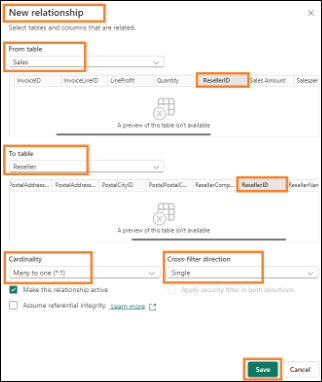 New relationship
Select tables and columns that are related.
From table
Sales
InvoiceID InvoiceLineID LineProfit Quantity ResellerID Sales Amount Salesper
A preview of this table isn't available
To table
Reseller
PostalAddress... PostalAddress... PostalCityID PostelPostalC... ResellerComp... ResellerID ResellerNam
A preview of this table isn't available
Cardinality Cross-filter direction
Many to one (*:1) Single
Make this relationship active Apply security filter in both directions
Assume referential integrity. Learn more
Save Cancel